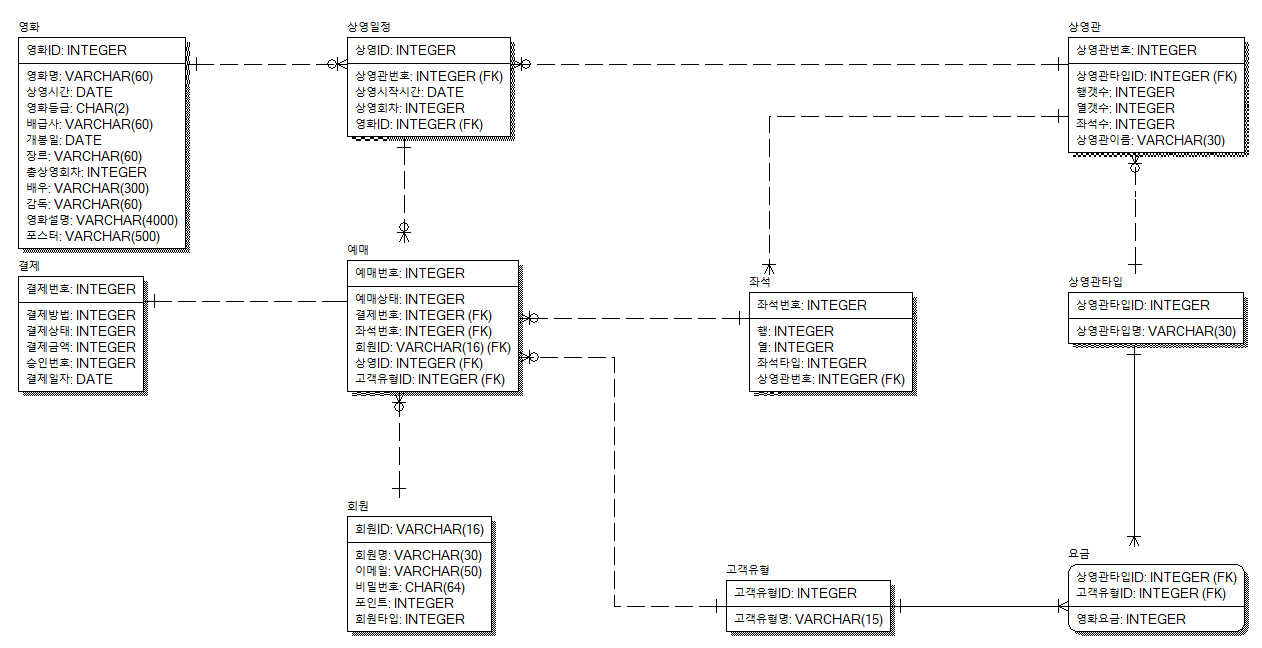 영화
영화ID: INTEGER
영화명: VARCHAR(60)
상영시간: DATE
영화등급: CHAR(2)
배급사: VARCHAR(60)
개봉일: DATE
장르: VARCHAR(60)
총상영회차: INTEGER
배우: VARCHAR(300)
감독: VARCHAR(60)
영화설명: VARCHAR(4000)
포스터: VARCHAR(500)
상영일정
상영ID: INTEGER
상영관번호: INTEGER (FK)
상영시작시간: DATE
상영회차: INTEGER
영화ID: INTEGER (FK)
상영관
상영관번호: INTEGER
상영관타입ID: INTEGER (FK)
행갯수: INTEGER
열갯수: INTEGER
좌석수: INTEGER
상영관이름: VARCHAR(30)
결제
결제번호: INTEGER
결제방법: INTEGER
결제상태: INTEGER
결제금액: INTEGER
승인번호: INTEGER
결제일자: DATE
예매
예매번호: INTEGER
예매상태: INTEGER
결제번호: INTEGER (FK)
좌석번호: INTEGER (FK)
회원ID: VARCHAR(16) (FK)
상영ID: INTEGER (FK)
고객유형ID: INTEGER (FK)
좌석
좌석번호: INTEGER
행: INTEGER
열: INTEGER
좌석타입: INTEGER
상영관번호: INTEGER (FK)
상영관타입
상영관타입ID: INTEGER
상영관타입명: VARCHAR(30)
회원
회원ID: VARCHAR(16)
회원명: VARCHAR(30)
이메일: VARCHAR(50)
비밀번호: CHAR(64)
포인트: INTEGER
회원타입: INTEGER
고객유형
고객유형ID: INTEGER
고객유형명: VARCHAR(15)
요금
상영관타입ID: INTEGER (FK)
고객유형ID: INTEGER (FK)
영화요금: INTEGER